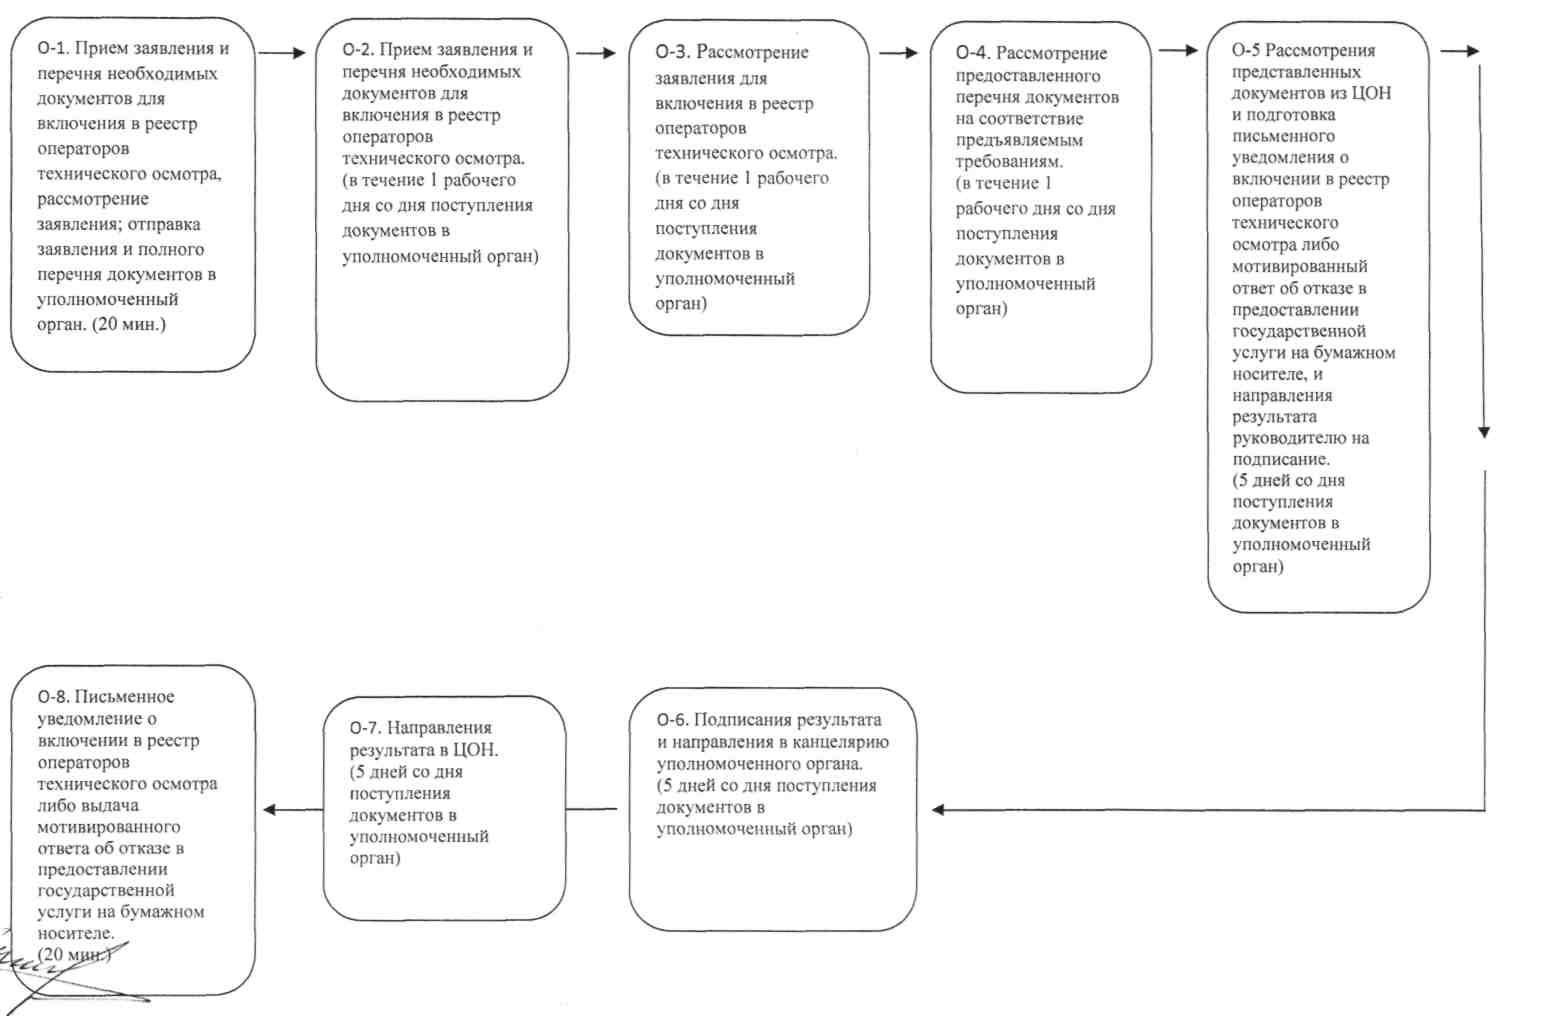 О-1. Прием заявления и
перечня необходимых
документов для
включения в реестр
операторов
технического осмотра,
рассмотрение
заявления; отправка
заявления и полного
перечня документов в
уполномоченный
орган. (20 мин.)
О-2. Прием заявления и
перечня необходимых
документов для
включения в реестр
операторов
технического осмотра.
(в течение 1 рабочего
дня со дня поступления
документов в
уполномоченный орган)
О-3. Рассмотрение
заявления для
включения в реестр
операторов
технического осмотра.
(в течение 1 рабочего
дня со дня
поступления
документов в
уполномоченный
орган)
О-4. Рассмотрение
предоставленного
перечня документов
на соответствие
предъявляемым
требованиям.
(в течение 1
рабочего дня со дня
поступления
документов в
уполномоченный
орган)
О-5 Рассмотрения
представленных
документов из ЦОН
и подготовка
письменного
уведомления о
включении в реестр
операторов
технического
осмотра либо
мотивированный
ответ об отказе в
предоставлении
государственной
услуги на бумажном
носителе, и
направления
результата
руководителю на
подписание.
(5 дней со дня
поступления
документов в
уполномоченный
орган)
О-6. Подписания результата
и направления в канцелярию
уполномоченного органа.
(5 дней со дня поступления
документов в
уполномоченный орган)
О-7. Направления
результата в ЦОН.
(5 дней со дня
поступления
документов в
уполномоченный
орган)
О-8. Письменное
уведомление о
включении в реестр
операторов
технического осмотра
либо выдача
мотивированного
ответа об отказе в
предоставлении
государственной
услуги на бумажном
носителе.
(20 мин.)